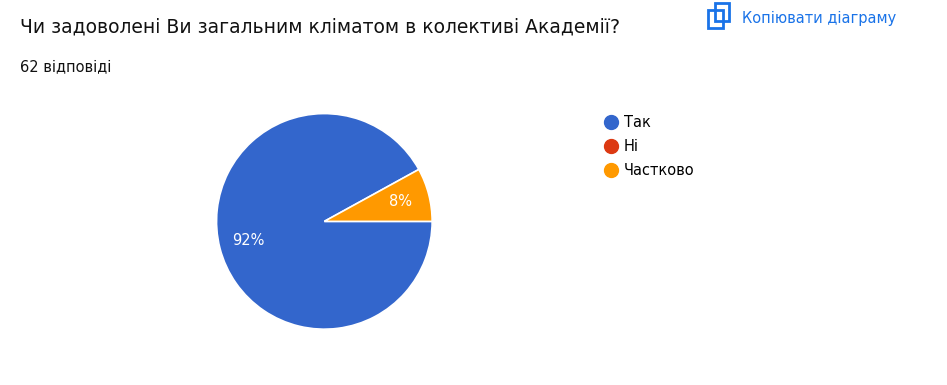 Чи задоволені Ви загальним кліматом в колективі Академії?
Копіювати діаграму
62 відповіді
Так
Ні
Частково
8%
92%